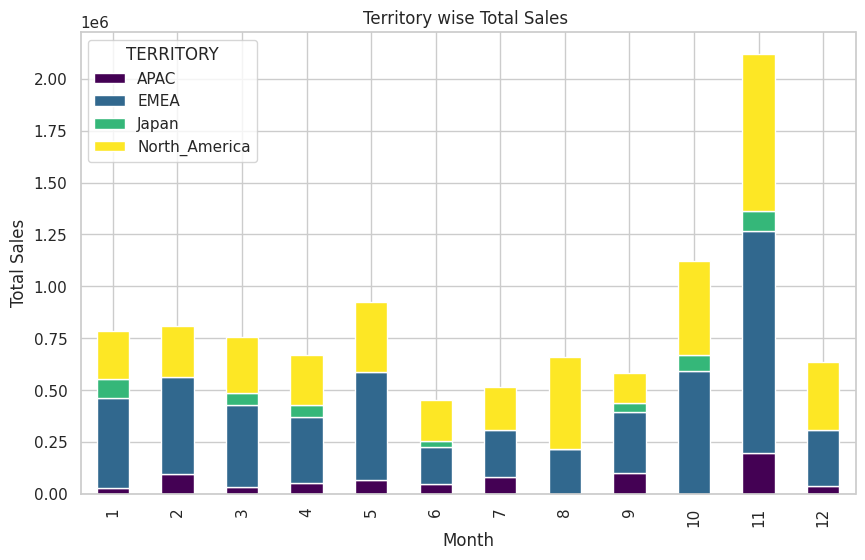 Territory wise Total Sales
1e6
TERRITORY
APAC
EMEA
Japan
North_America
2.00
1.75
1.50
1.25
1.00
0.75
0.50
0.25
0.00
Total Sales
1 2 3 4 5 6 7 8 9 10 11 12
Month